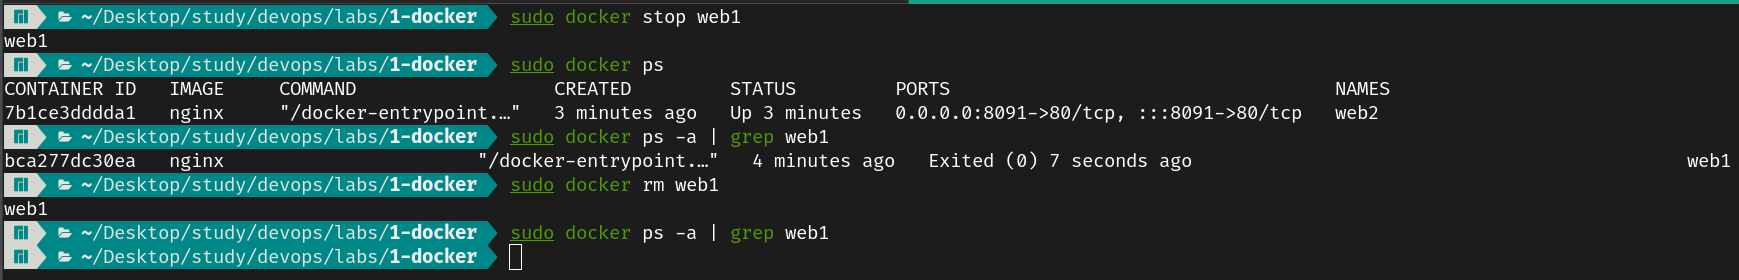 ~/Desktop/study/devops/labs/1-docker sudo docker stop web1
web1
~/Desktop/study/devops/labs/1-docker sudo docker ps
CONTAINER ID   IMAGE     COMMAND                  CREATED         STATUS         PORTS                                   NAMES
7b1ce3dddda1   nginx     "/docker-entrypoint.…"   3 minutes ago   Up 3 minutes   0.0.0.0:8091->80/tcp, :::8091->80/tcp   web2
~/Desktop/study/devops/labs/1-docker sudo docker ps -a | grep web1
bca277dc30ea   nginx                       "/docker-entrypoint.…"   4 minutes ago   Exited (0) 7 seconds ago                                             web1
~/Desktop/study/devops/labs/1-docker sudo docker rm web1
web1
~/Desktop/study/devops/labs/1-docker sudo docker ps -a | grep web1
~/Desktop/study/devops/labs/1-docker